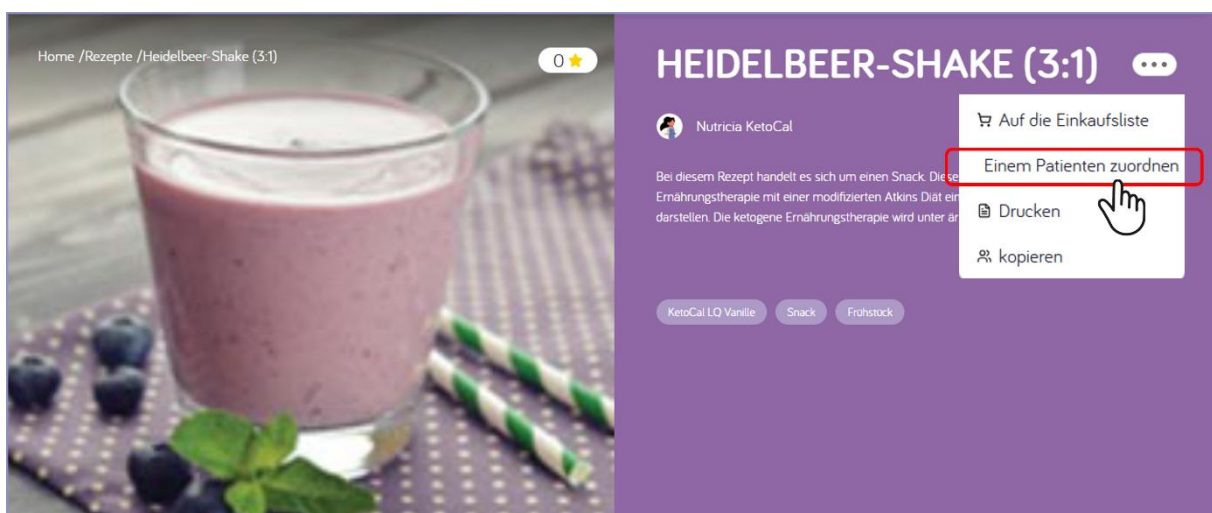 Home /Rezepte /Heidelbeer-Shake (3:1)
0
HEIDELBEER-SHAKE (3:1)
Nutricia KetoCal
Auf die Einkaufsliste
Einem Patienten zuordnen
Drucken
kopieren
Bei diesem Rezept handelt es sich um einen Snack. Diese
Ernährungstherapie mit einer modifizierten Atkins Diät ein
darstellen. Die ketogene Ernährungstherapie wird unter är
KetoCal LQ Vanille
Snack
Frühstück